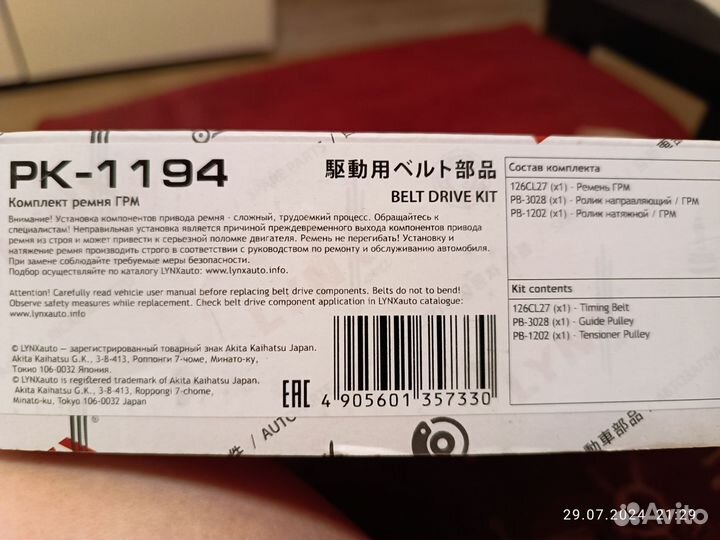 PK-1194
Комплект ремня ГРМ
駆動用ベルト部品
BELT DRIVE KIT
Внимание! Установка компонентов привода ремня - сложный, трудоемкий процесс. Обращайтесь к
специалистам! Неправильная установка является причиной преждевременного выхода компонентов привода
ремня из строя и может привести к серьезной поломке двигателя. Ремень не перегибать! Установку и
натяжение ремня производить строго в соответствии с руководством по ремонту и обслуживанию автомобиля.
При замене соблюдайте требуемые меры безопасности.
Подбор осуществляйте по каталогу LYNXauto: www.lynxauto.info.
Attention! Carefully read vehicle user manual before replacing belt drive components. Belts do not to bend!
Observe safety measures while replacement. Check belt drive component application in LYNXauto catalogue:
www.lynxauto.info
© LYNXauto - зарегистрированный товарный знак Akita Kaihatsu Japan.
Akita Kaihatsu G.K., 3-8-413, Роппонги 7-чоме, Минато-ку,
Токио 106-0032 Япония.
© LYNXauto is registered trademark of Akita Kaihatsu Japan.
Akita Kaihatsu G.K., 3-8-413, Roppongi 7-chome,
Minato-ku, Tokyo 106-0032 Japan
EAC
4 905601 357330
Состав комплекта
126CL27 (x1) - Ремень ГРМ
PB-3028 (x1) - Ролик направляющий / ГРМ
PB-1202 (x1) - Ролик натяжной / ГРМ
Kit contents
126CL27 (x1) - Timing Belt
PB-3028 (x1) - Guide Pulley
PB-1202 (x1) - Tensioner Pulley
件 / AUTO
動車部品 /
29.07.2024 21:29
Avito